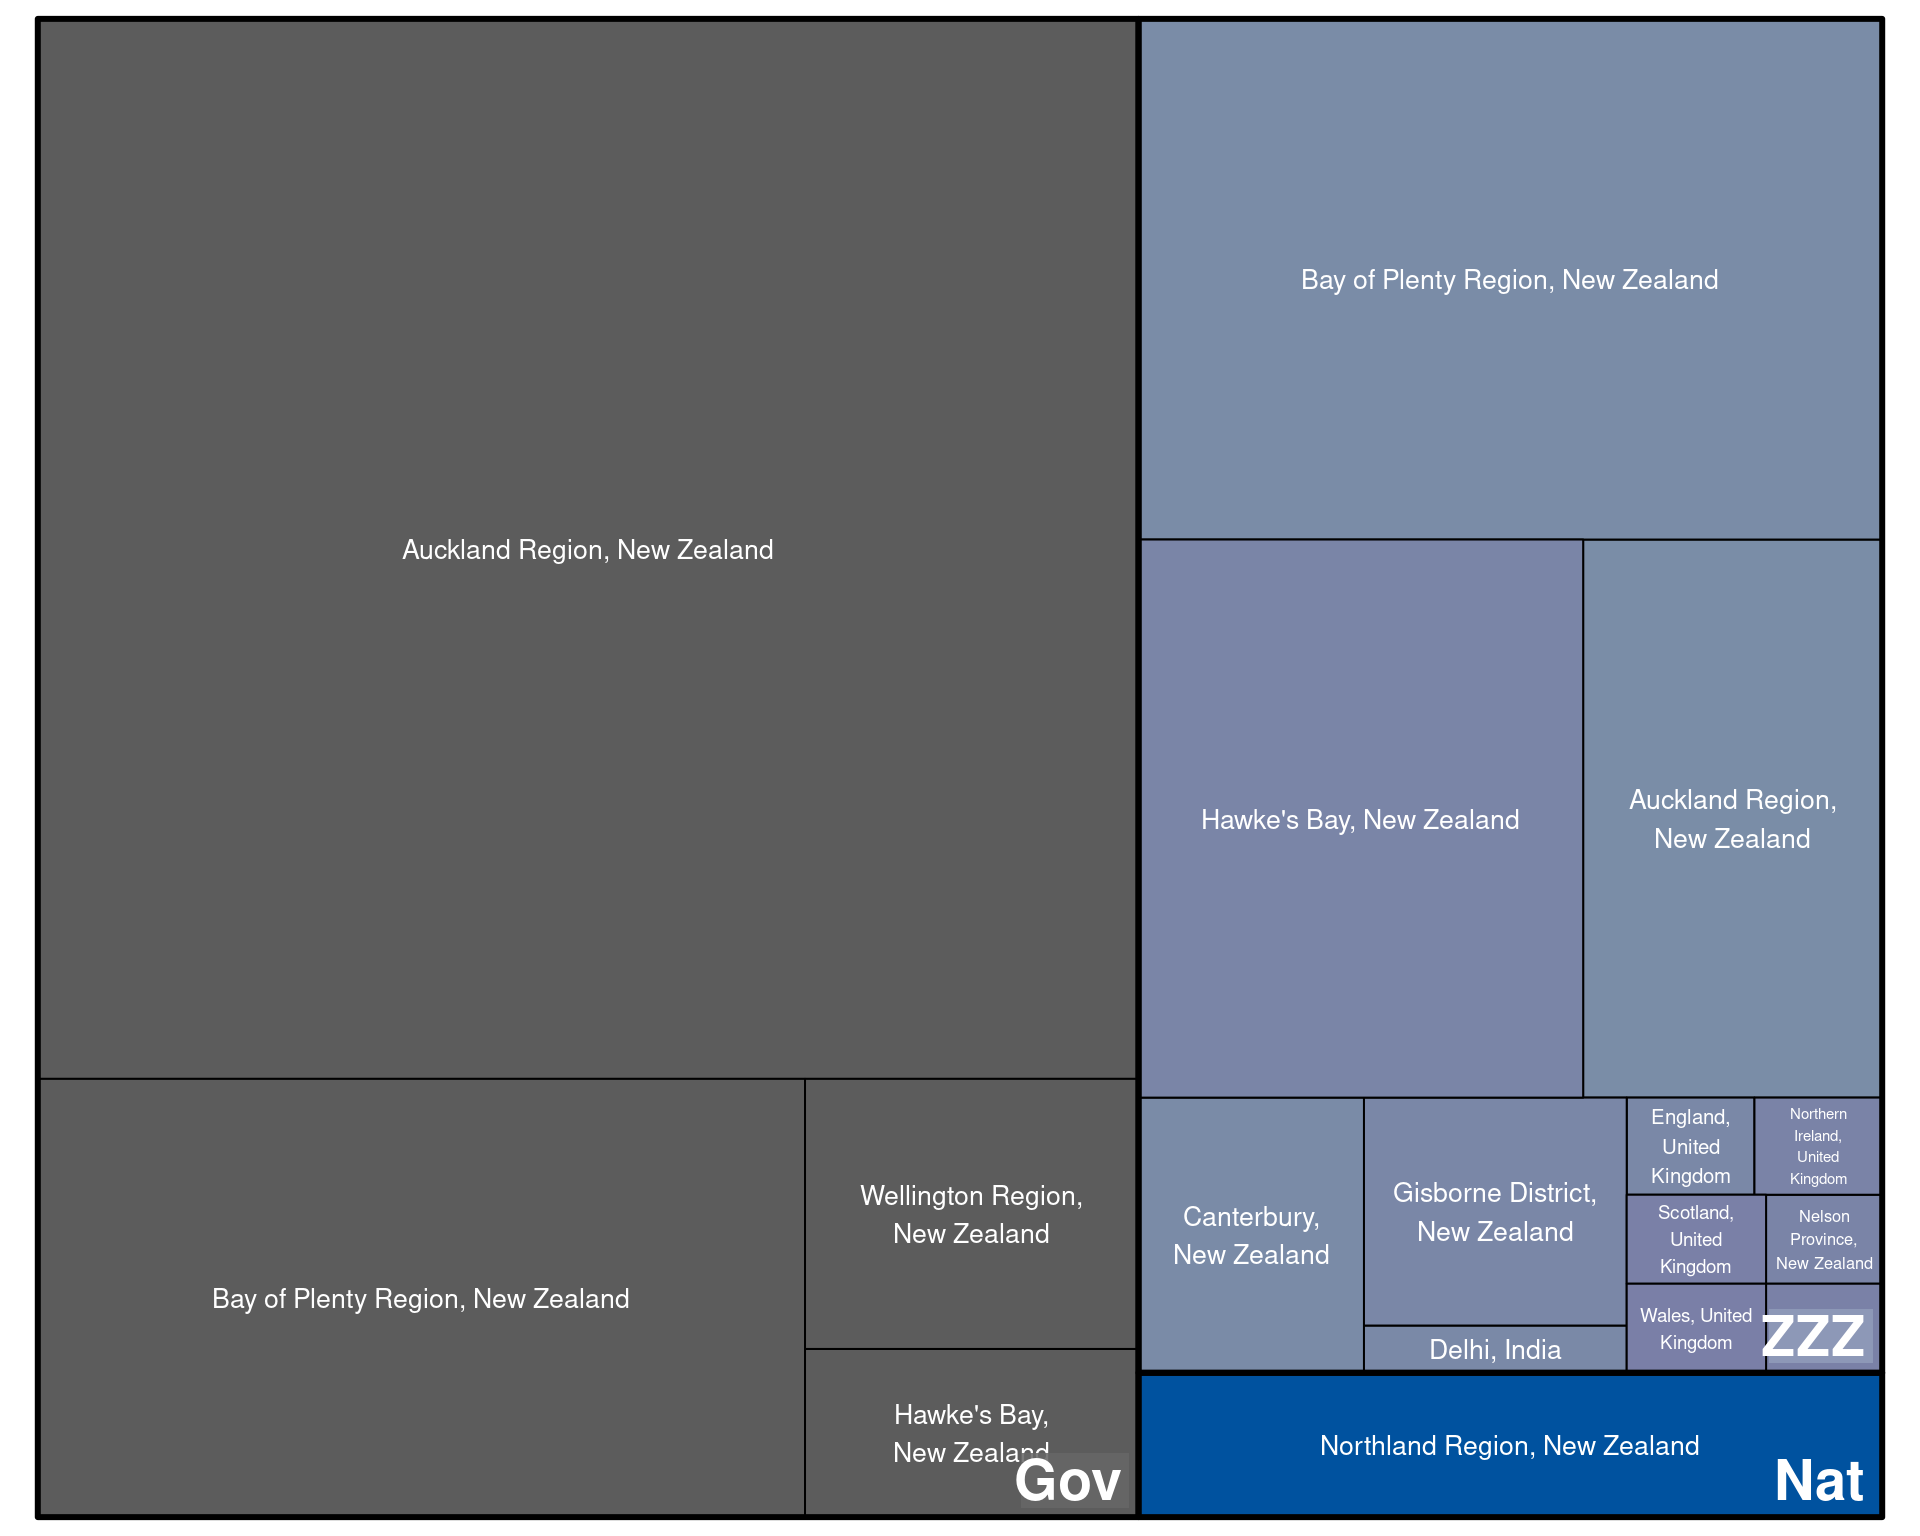 Auckland Region, New Zealand
Bay of Plenty Region, New Zealand
Wellington Region,
New Zealand
Hawke's Bay,
New Zealand
Gov
Bay of Plenty Region, New Zealand
Hawke's Bay, New Zealand
Auckland Region,
New Zealand
Canterbury,
New Zealand
Gisborne District,
New Zealand
Delhi, India
England,
United
Kingdom
Northern
Ireland,
United
Kingdom
Scotland,
United
Kingdom
Nelson
Province,
New Zealand
Wales, United
Kingdom
ZZZ
Northland Region, New Zealand
Nat